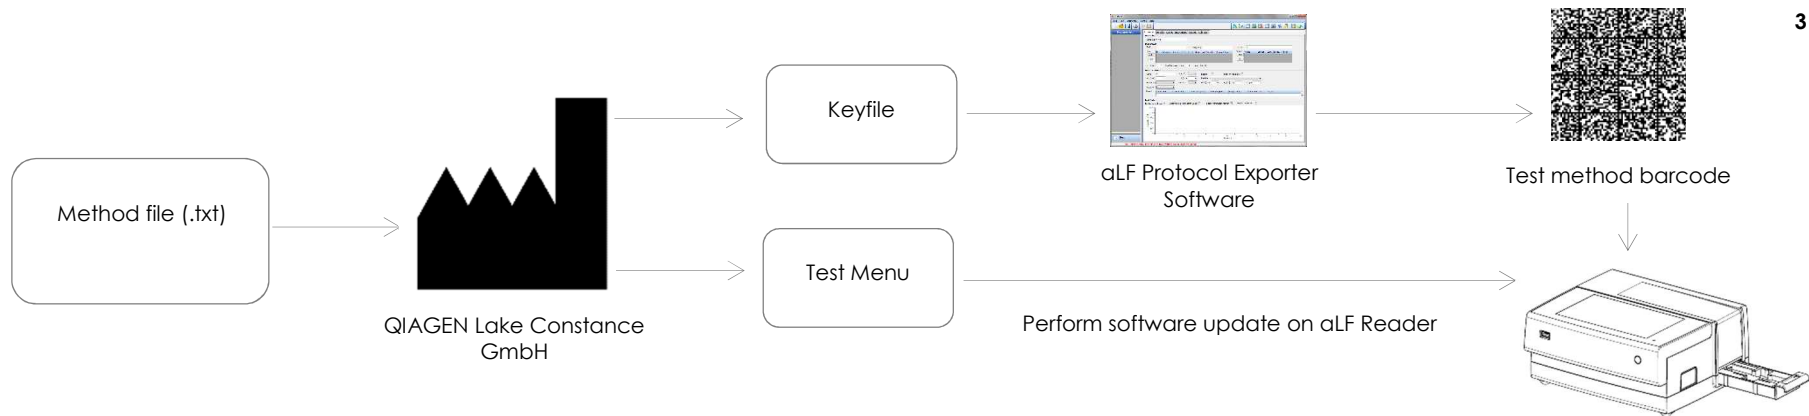 3
Method file (.txt)
QIAGEN Lake Constance
GmbH
Keyfile
Test Menu
aLF Protocol Exporter
Software
Test method barcode
Perform software update on aLF Reader